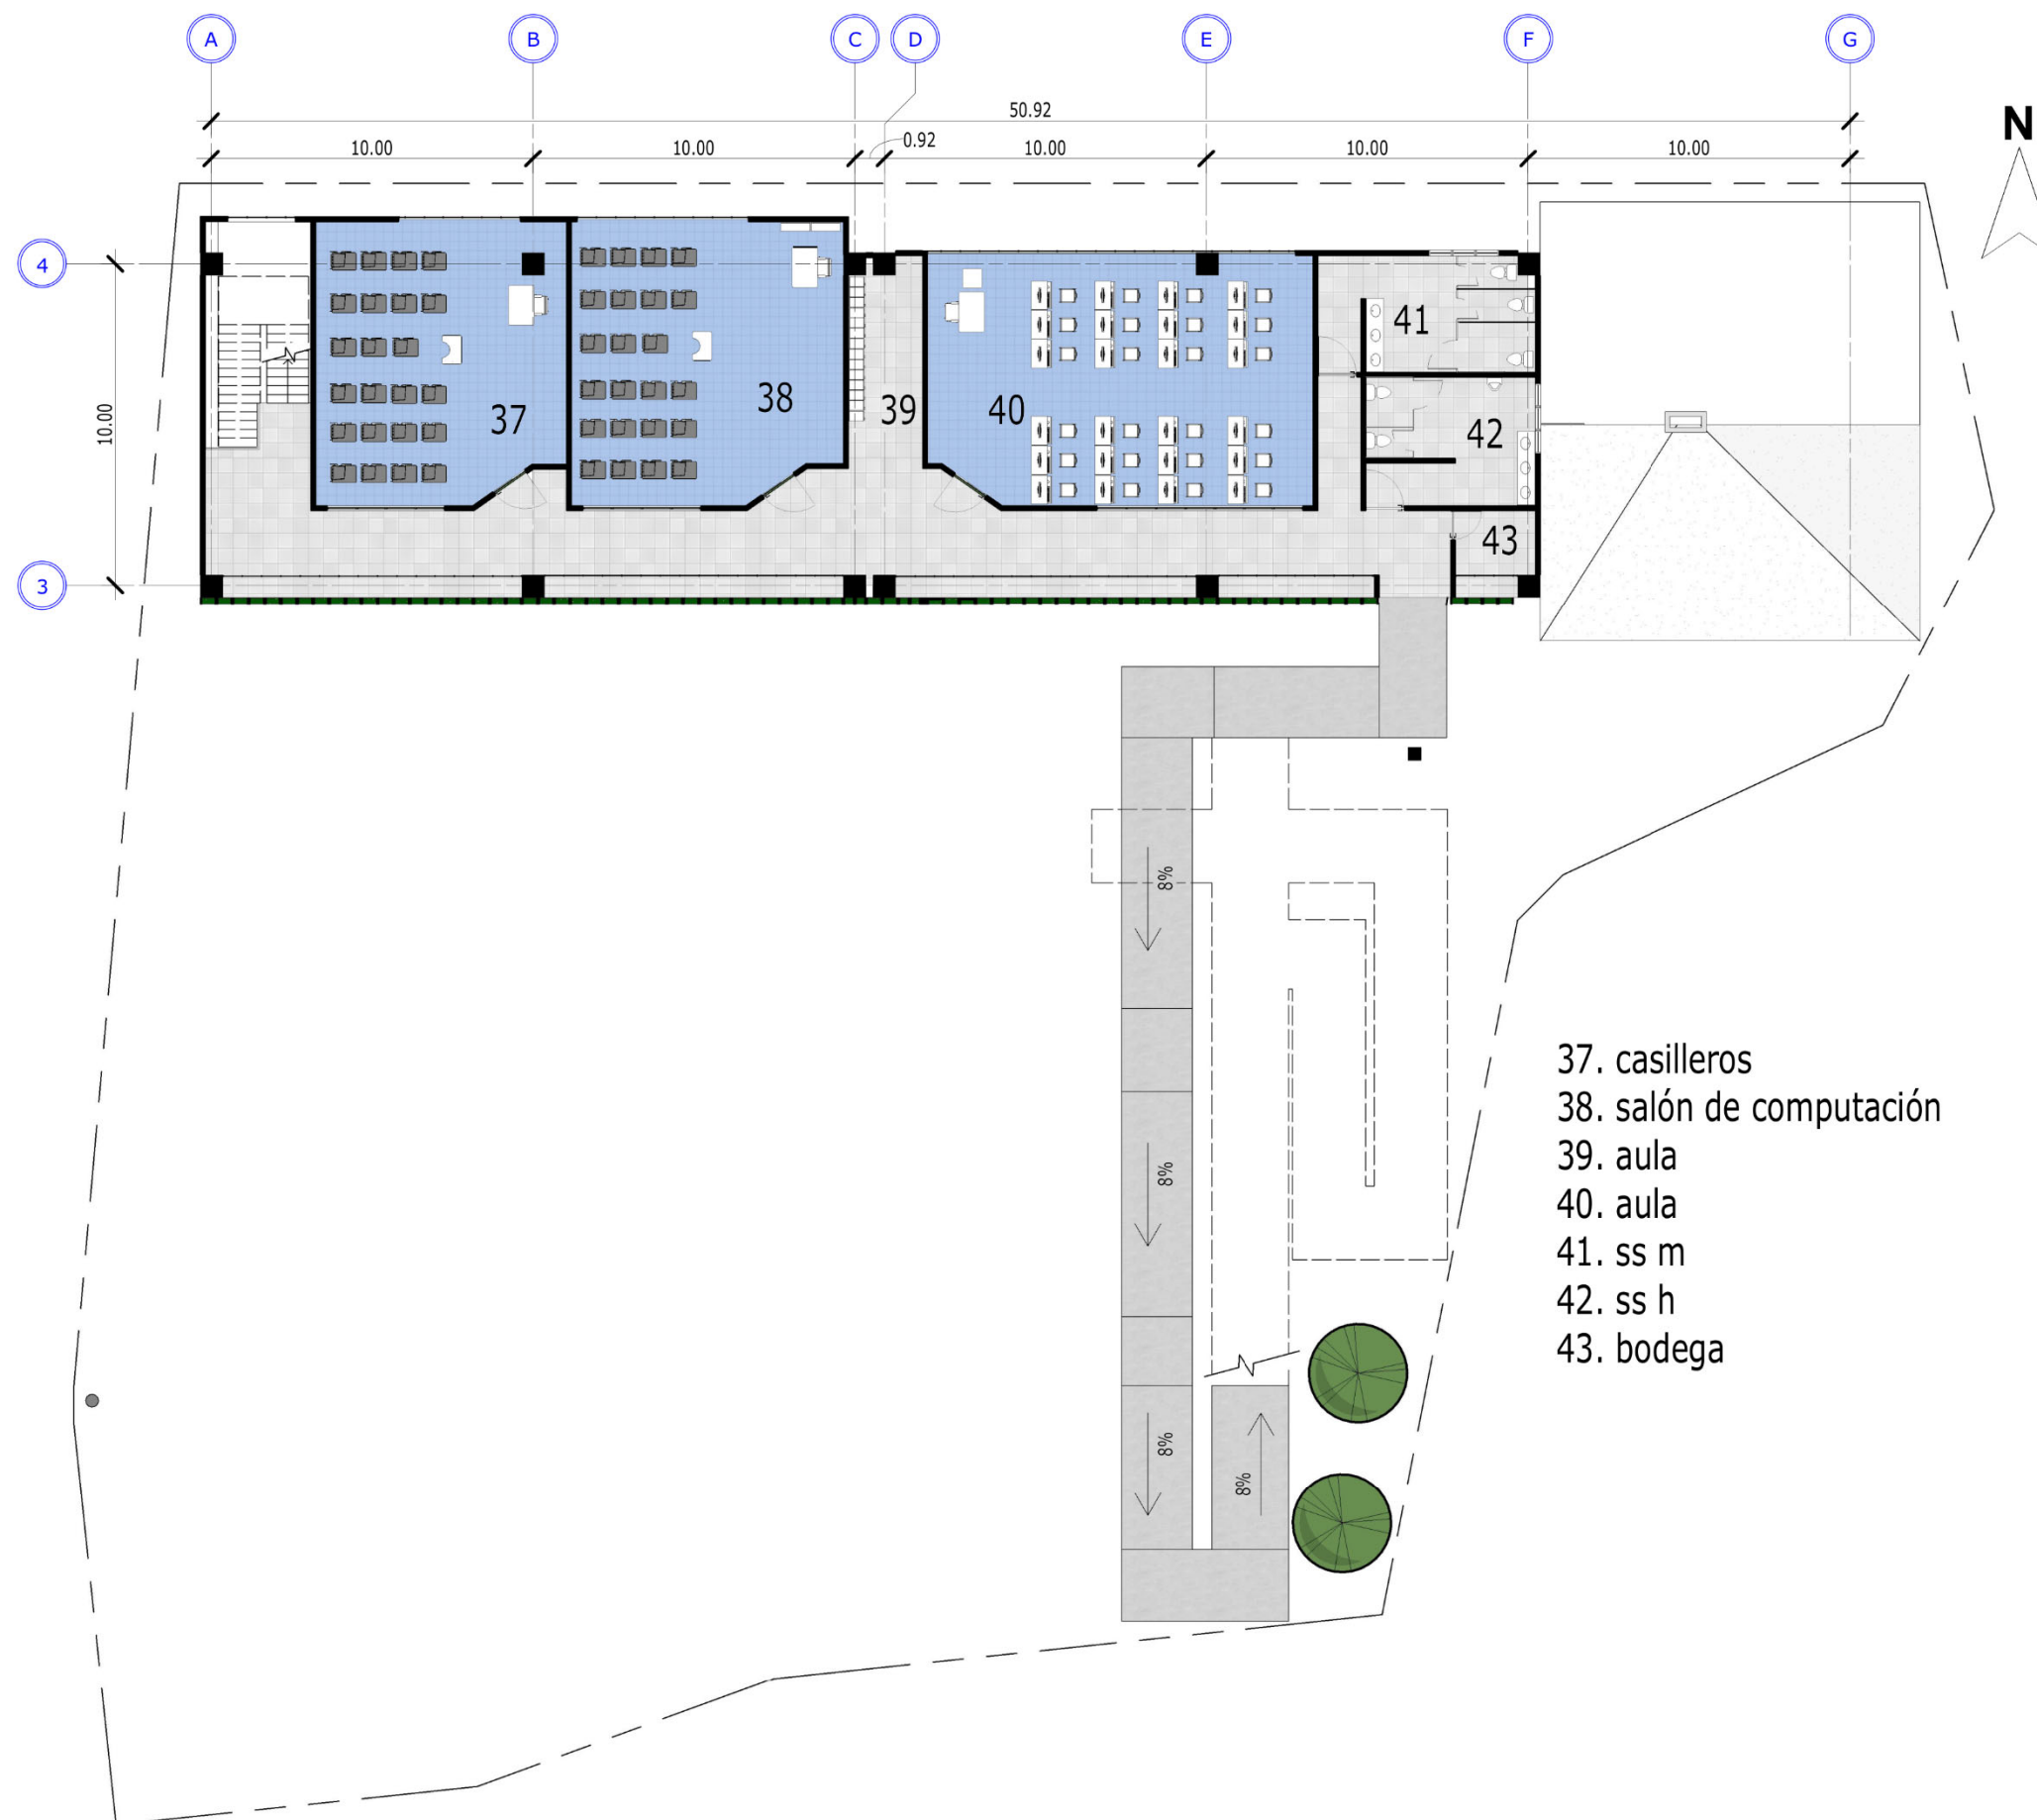 A
B
C
D
E
F
G
50.92
N
10.00
10.00
0.92
10.00
10.00
10.00
4
41
38
39
40
37
42
10.00
43
3
8%
8%
8%
8%
37. casilleros
38. salón de computación
39. aula
40. aula
41. ss m
42. ss h
43. bodega